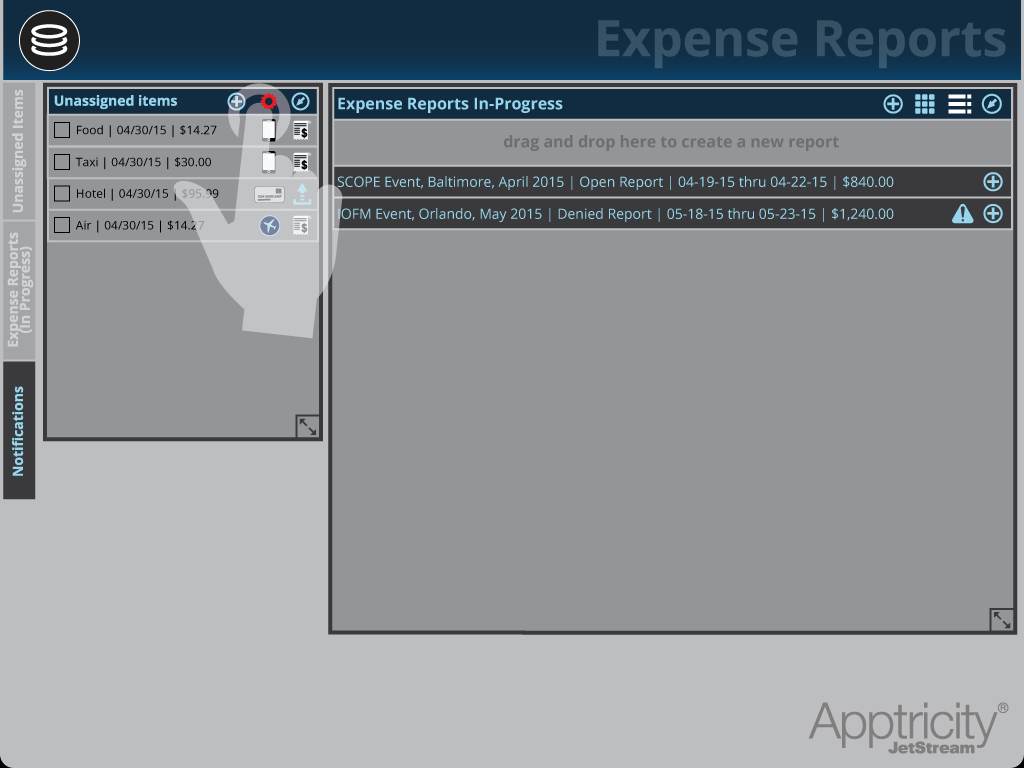 Expense Reports
Unassigned Items
Expense Reports
(In Progress)
Notifications
Unassigned items
Food | 04/30/15 | $14.27
Taxi | 04/30/15 | $30.00
Hotel | 04/30/15 | $95.99
Air | 04/30/15 | $14.27
Expense Reports In-Progress
drag and drop here to create a new report
SCOPE Event, Baltimore, April 2015 | Open Report | 04-19-15 thru 04-22-15 | $840.00
IOFM Event, Orlando, May 2015 | Denied Report | 05-18-15 thru 05-23-15 | $1,240.00
Apptricity®
JetStream